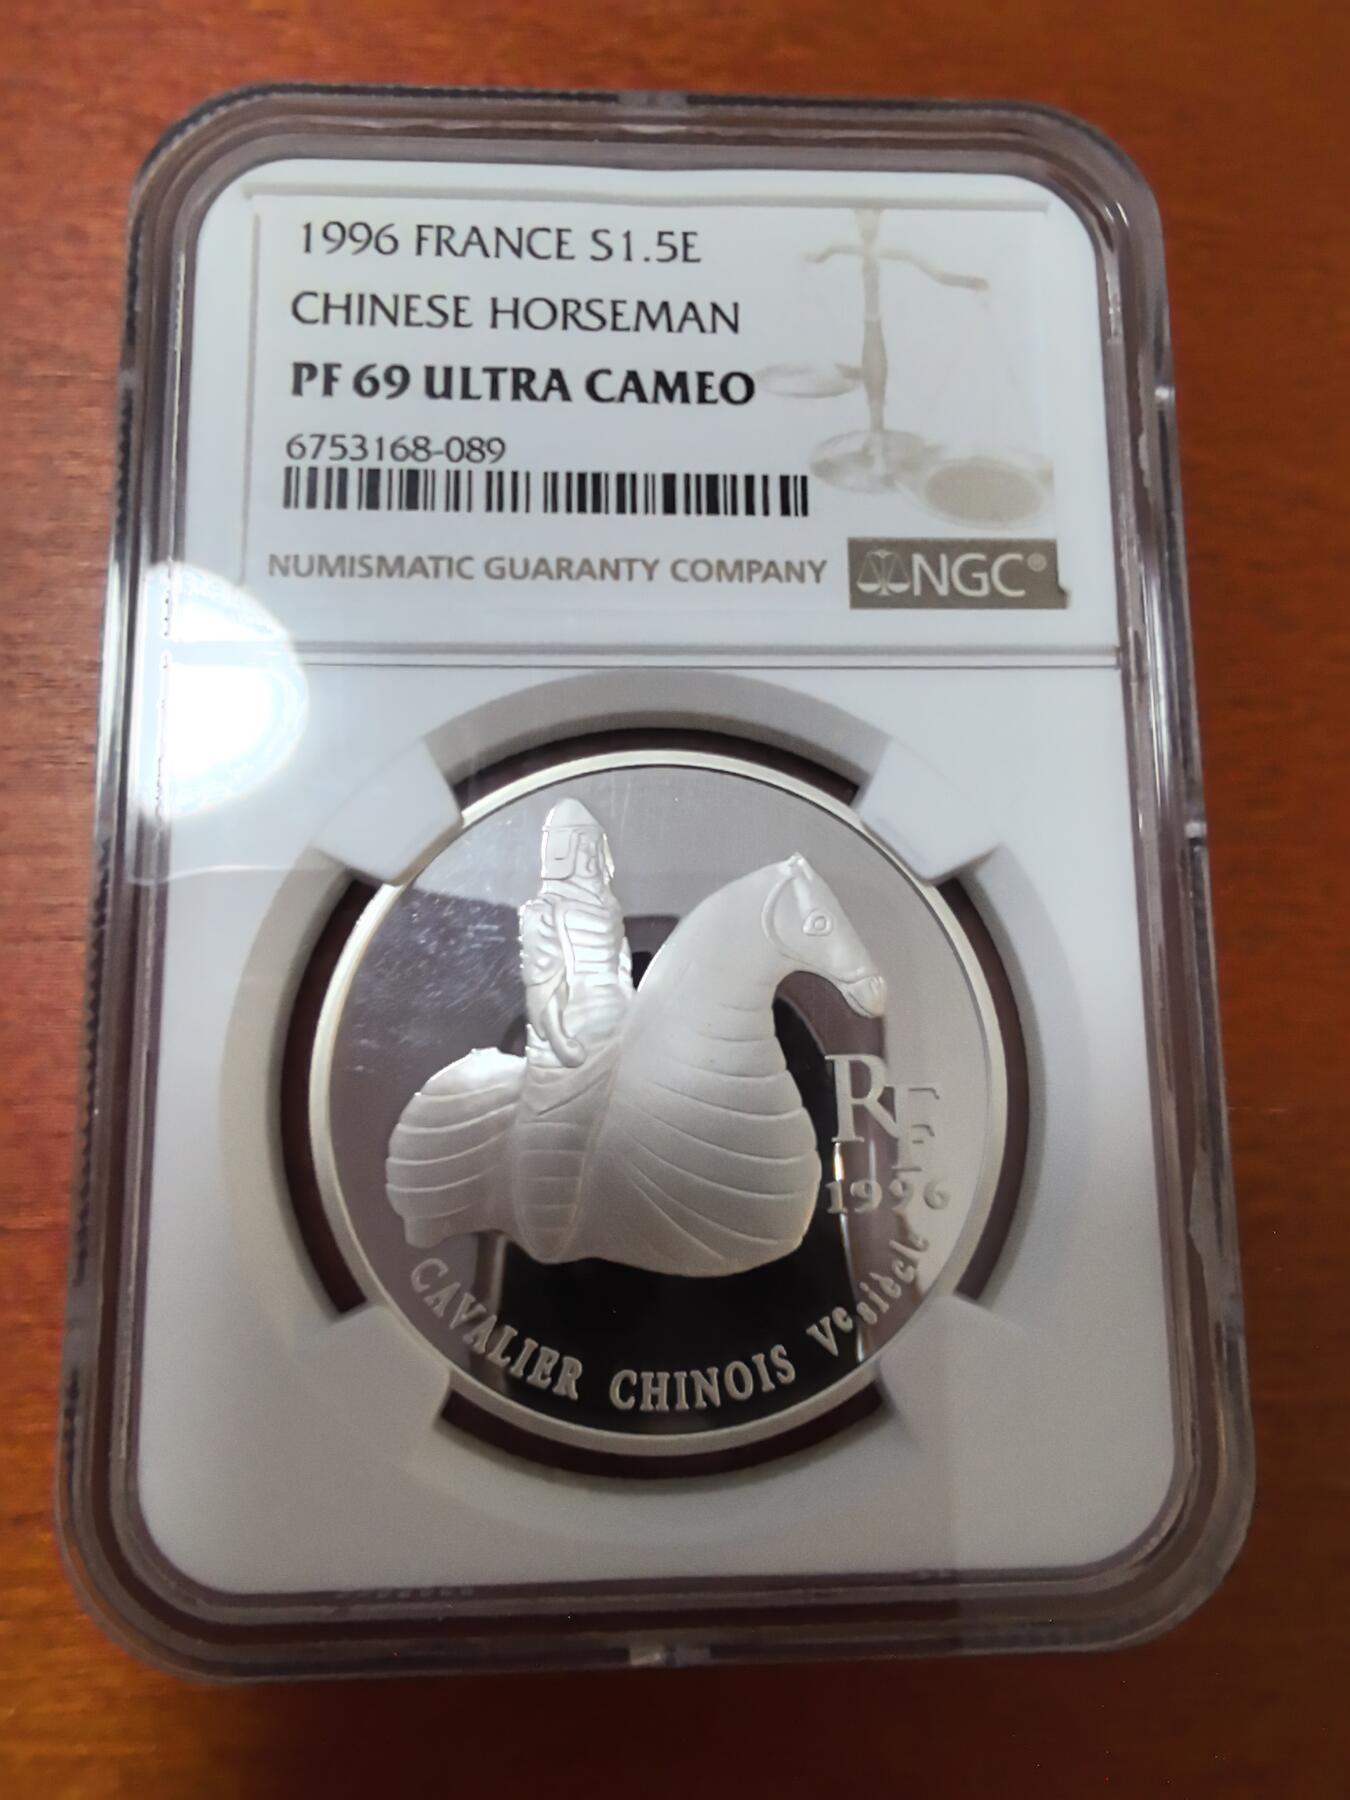 1996 FRANCE S1.5E
CHINESE HORSEMAN
PF 69 ULTRA CAMEO
6753168-089
NUMISMATIC GUARANTY COMPANY
NGC®
RF
1996
CAVALIER CHINOIS Ve siècle